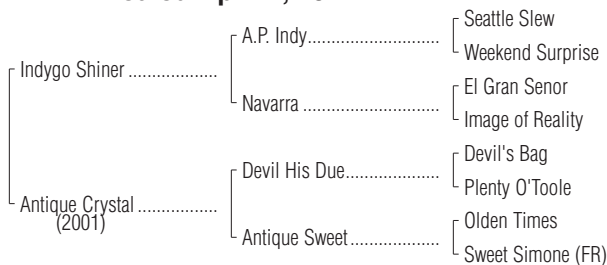 Seattle Slew
A.P. Indy
Weekend Surprise
Indygo Shiner
El Gran Senor
Navarra
Image of Reality
Devil's Bag
Devil His Due
Plenty O'Toole
Antique Crystal
(2001)
Olden Times
Antique Sweet
Sweet Simone (FR)